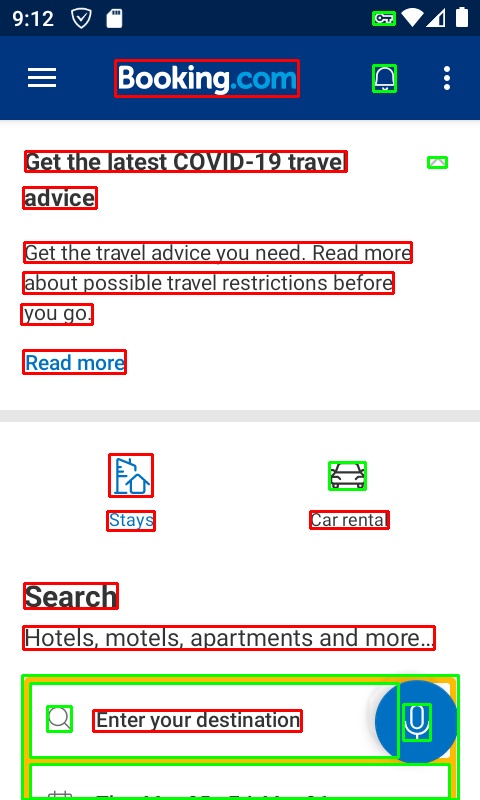 9:12
Booking.com
Get the latest COVID-19 travel
advice
Get the travel advice you need. Read more
about possible travel restrictions before
you go.
Read more
Stays
Car rental
Search
Hotels, motels, apartments and more...
Enter your destination